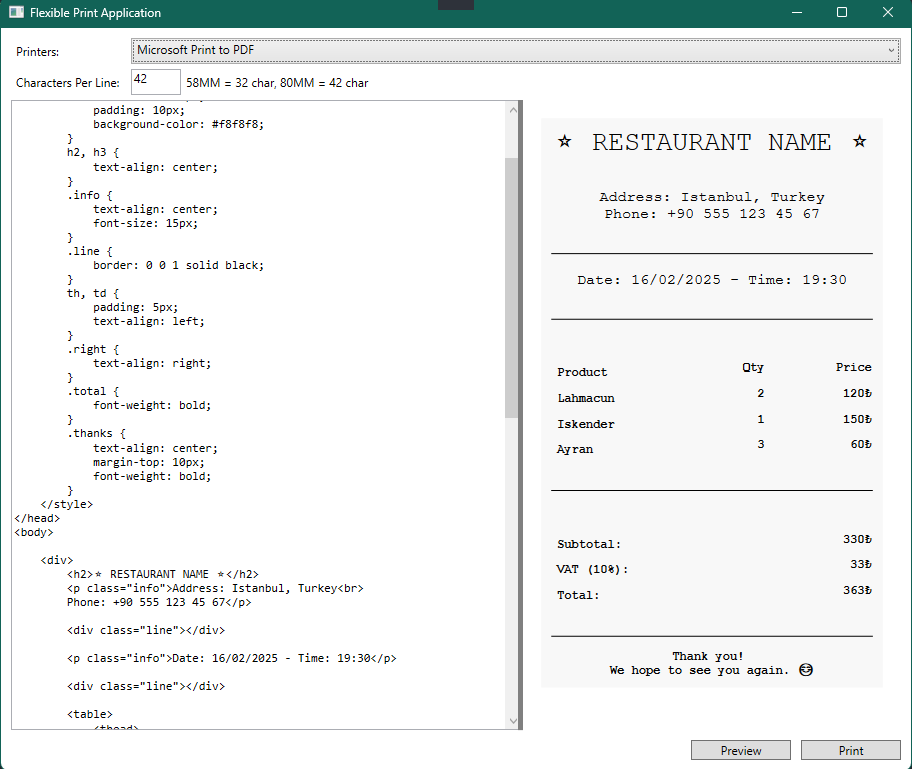 Flexible Print Application
Printers:
Microsoft Print to PDF
Characters Per Line:
42
58MM = 32 char, 80MM = 42 char
padding: 10px;
background-color: #f8f8f8;
}
h2, h3 {
text-align: center;
}
.info {
text-align: center;
font-size: 15px;
}
.line {
border: 0 0 1 solid black;
}
th, td {
padding: 5px;
text-align: left;
}
.right {
text-align: right;
}
.total {
font-weight: bold;
}
.thanks {
text-align: center;
margin-top: 10px;
font-weight: bold;
}
</style>
</head>
<body>
<div>
<h2>⭐ RESTAURANT NAME ⭐</h2>
<p class="info">Address: Istanbul, Turkey<br>
Phone: +90 555 123 45 67</p>
<div class="line"></div>
<p class="info">Date: 16/02/2025 - Time: 19:30</p>
<div class="line"></div>
<table>
<thead>
⭐ RESTAURANT NAME ⭐
Address: Istanbul, Turkey
Phone: +90 555 123 45 67
Date: 16/02/2025 - Time: 19:30
Product Qty Price
Lahmacun 2 120₺
Iskender 1 150₺
Ayran 3 60₺
Subtotal: 330₺
VAT (10%): 33₺
Total: 363₺
Thank you!
We hope to see you again. 😊
Preview
Print